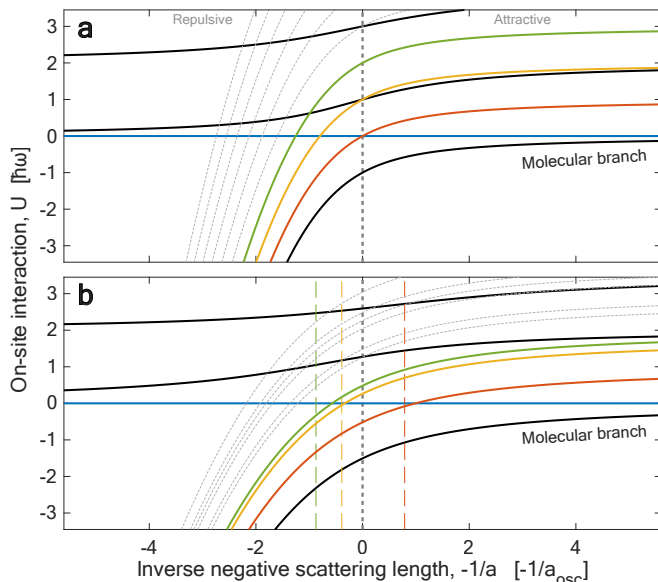 a
Repulsive
Attractive
3
2
1
0
-1
-2
-3
Molecular branch
On-site interaction, U [ħω]
b
3
2
1
0
-1
-2
-3
Molecular branch
-4
-2
0
2
4
Inverse negative scattering length, -1/a [-1/a_osc]